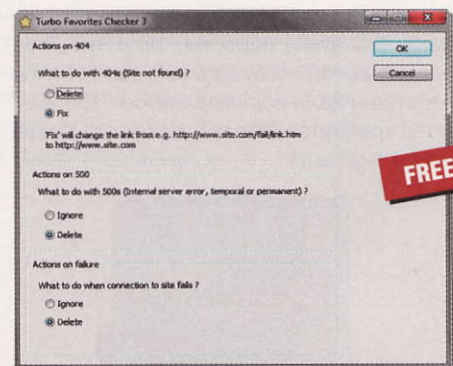 Turbo Favorites Checker 3
Actions on 404
OK
What to do with 404s (Site not found) ?
Cancel
Delete
Fix
'Fix' will change the link from e.g. http://www.site.com/fail/link.htm
to http://www.site.com
FREE
Actions on 500
What to do with 500s (Internal server error, temporal or permanent) ?
Ignore
Delete
Actions on failure
What to do when connection to site fails ?
Ignore
Delete